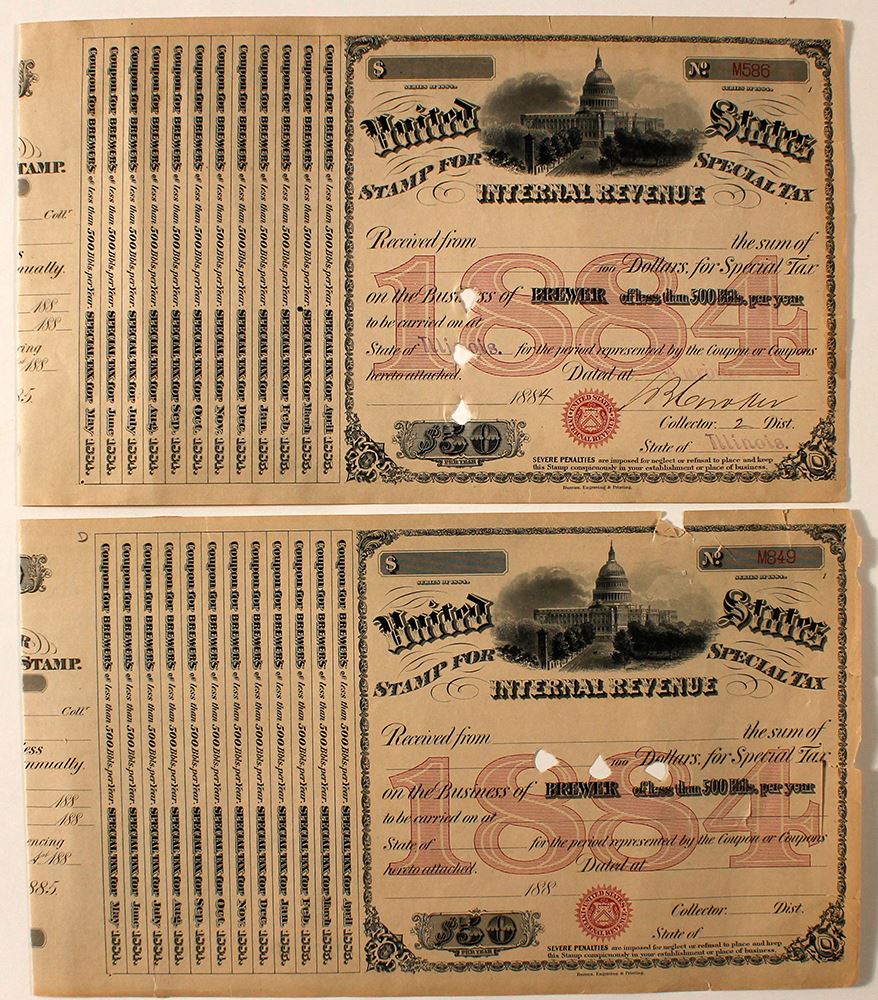 TAMP.
Coll.r
nually
188
188
cing
188
5.
Coupon for BREWERS of less than 500 Bbls. per Year. SPECIAL TAX for May 1884.
Coupon for BREWERS of less than 500 Bbls. per Year. SPECIAL TAX for June 1884.
Coupon for BREWERS of less than 500 Bbls. per Year. SPECIAL TAX for July 1884.
Coupon for BREWERS of less than 500 Bbls. per Year. SPECIAL TAX for Aug. 1884.
Coupon for BREWERS of less than 500 Bbls. per Year. SPECIAL TAX for Sep. 1884.
Coupon for BREWERS of less than 500 Bbls. per Year. SPECIAL TAX for Oct. 1884.
Coupon for BREWERS of less than 500 Bbls. per Year. SPECIAL TAX for Nov. 1884.
Coupon for BREWERS of less than 500 Bbls. per Year. SPECIAL TAX for Dec. 1884.
Coupon for BREWERS of less than 500 Bbls. per Year. SPECIAL TAX for Jan. 1885.
Coupon for BREWERS of less than 500 Bbls. per Year. SPECIAL TAX for Feb. 1885.
Coupon for BREWERS of less than 500 Bbls. per Year. SPECIAL TAX for March 1885.
Coupon for BREWERS of less than 500 Bbls. per Year. SPECIAL TAX for April 1885.
$ No. M586
SERIES OF 1884. SERIES OF 1884.
1
United States
STAMP FOR SPECIAL TAX
INTERNAL REVENUE
Received from the sum of
100 Dollars, for Special Tax
1884
on the Business of BREWER of less than 500 Bbls. per year
to be carried on at
State of Illinois. for the period represented by the Coupon or Coupons
hereto attached. Dated at
1884
Collector 2 Dist.
State of Illinois.
$50
PER YEAR
SEVERE PENALTIES are imposed for neglect or refusal to place and keep
this Stamp conspicuously in your establishment or place of business.
Bureau, Engraving & Printing.
D
R
STAMP.
Coll.r
ess
nnually
188
188
encing
188
885
Coupon for BREWERS of less than 500 Bbls. per Year. SPECIAL TAX for May 1884.
Coupon for BREWERS of less than 500 Bbls. per Year. SPECIAL TAX for June 1884.
Coupon for BREWERS of less than 500 Bbls. per Year. SPECIAL TAX for July 1884.
Coupon for BREWERS of less than 500 Bbls. per Year. SPECIAL TAX for Aug. 1884.
Coupon for BREWERS of less than 500 Bbls. per Year. SPECIAL TAX for Sep. 1884.
Coupon for BREWERS of less than 500 Bbls. per Year. SPECIAL TAX for Oct. 1884.
Coupon for BREWERS of less than 500 Bbls. per Year. SPECIAL TAX for Nov. 1884.
Coupon for BREWERS of less than 500 Bbls. per Year. SPECIAL TAX for Dec. 1884.
Coupon for BREWERS of less than 500 Bbls. per Year. SPECIAL TAX for Jan. 1885.
Coupon for BREWERS of less than 500 Bbls. per Year. SPECIAL TAX for Feb. 1885.
Coupon for BREWERS of less than 500 Bbls. per Year. SPECIAL TAX for March 1885.
Coupon for BREWERS of less than 500 Bbls. per Year. SPECIAL TAX for April 1885.
$ No. M849
SERIES OF 1884. SERIES OF 1884.
1
United States
STAMP FOR SPECIAL TAX
INTERNAL REVENUE
Received from the sum of
100 Dollars, for Special Tax
1884
on the Business of BREWER of less than 500 Bbls. per year
to be carried on at
State of for the period represented by the Coupon or Coupons
hereto attached. Dated at
188
UNITED STATES INTERNAL REVENUE
Collector. Dist.
State of
$50
PER YEAR
SEVERE PENALTIES are imposed for neglect or refusal to place and keep
this Stamp conspicuously in your establishment or place of business.
Bureau, Engraving & Printing.